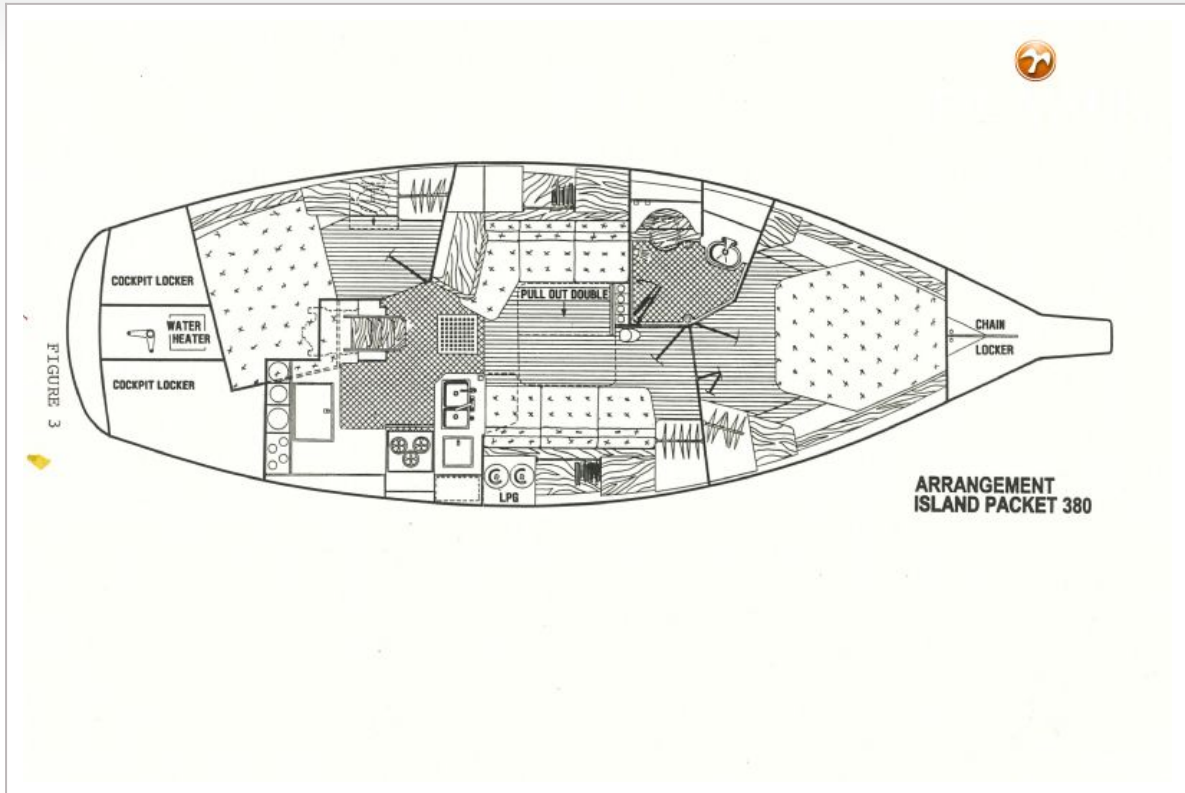 COCKPIT LOCKER
WATER
HEATER
COCKPIT LOCKER
PULL OUT DOUBLE
LPG
CHAIN
LOCKER
FIGURE 3
ARRANGEMENT
ISLAND PACKET 380